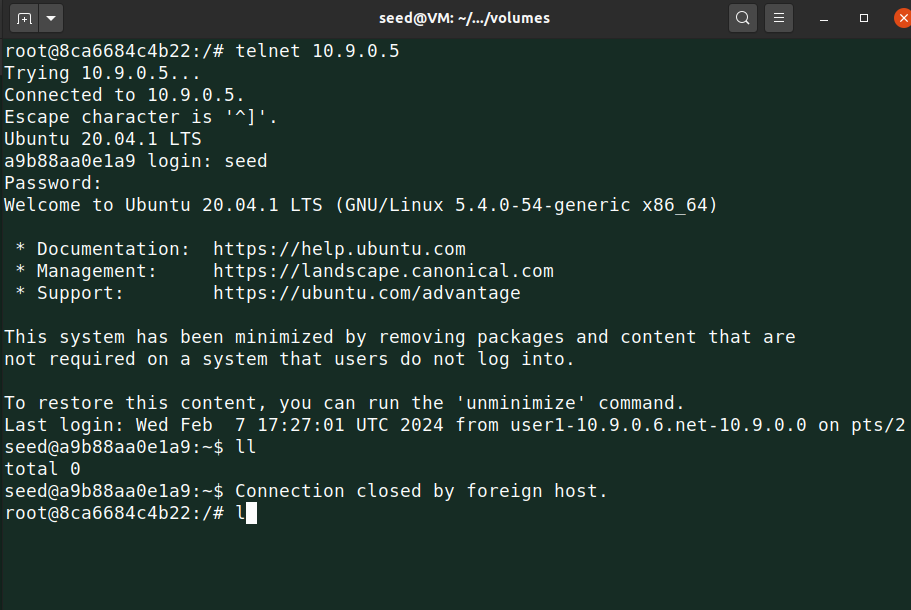 seed@VM: ~/.../volumes
root@8ca6684c4b22:/# telnet 10.9.0.5
Trying 10.9.0.5...
Connected to 10.9.0.5.
Escape character is '^]'.
Ubuntu 20.04.1 LTS
a9b88aa0e1a9 login: seed
Password:
Welcome to Ubuntu 20.04.1 LTS (GNU/Linux 5.4.0-54-generic x86_64)
 * Documentation:  https://help.ubuntu.com
 * Management:     https://landscape.canonical.com
 * Support:        https://ubuntu.com/advantage
This system has been minimized by removing packages and content that are
not required on a system that users do not log into.
To restore this content, you can run the 'unminimize' command.
Last login: Wed Feb  7 17:27:01 UTC 2024 from user1-10.9.0.6.net-10.9.0.0 on pts/2
seed@a9b88aa0e1a9:~$ ll
total 0
seed@a9b88aa0e1a9:~$ Connection closed by foreign host.
root@8ca6684c4b22:/# l